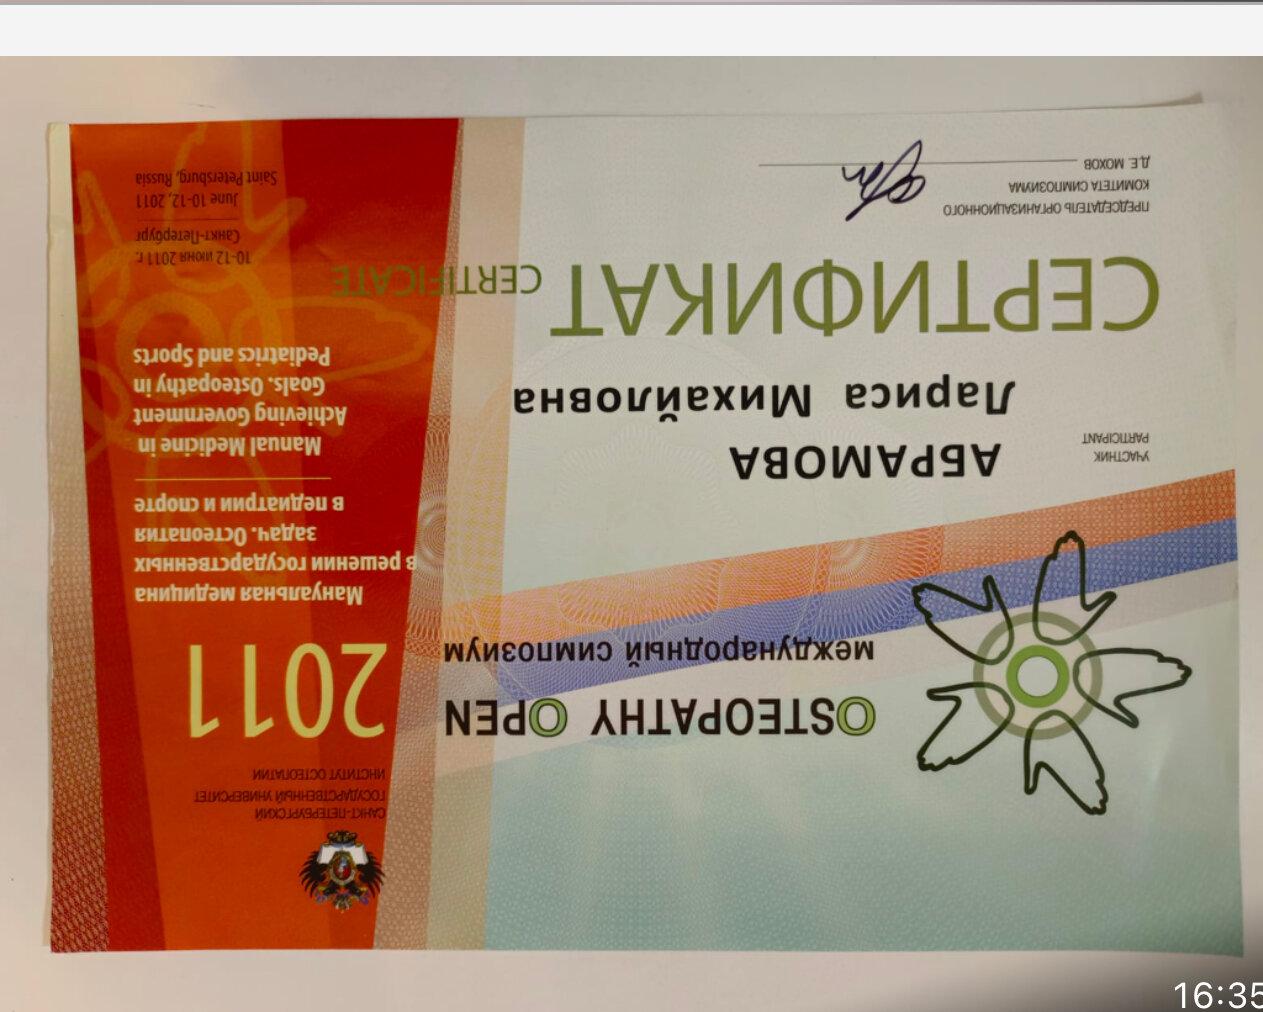 САНКТ-ПЕТЕРБУРГСКИЙ
ГОСУДАРСТВЕННЫЙ УНИВЕРСИТЕТ
ИНСТИТУТ ОСТЕОПАТИИ
OSTEOPATHY OPEN
международный симпозиум
2011
Мануальная медицина
в решении государственных
задач. Остеопатия
в педиатрии и спорте
Manual Medicine in
Achieving Government
Goals. Osteopathy in
Pediatrics and Sports
10-12 июня 2011 г.
Санкт-Петербург
June 10-12, 2011
Saint Petersburg, Russia
УЧАСТНИК
PARTICIPANT
АБРАМОВА
Лариса Михайловна
СЕРТИФИКАТ CERTIFICATE
ПРЕДСЕДАТЕЛЬ ОРГАНИЗАЦИОННОГО
КОМИТЕТА СИМПОЗИУМА
Д.Е. МОХОВ
16:35